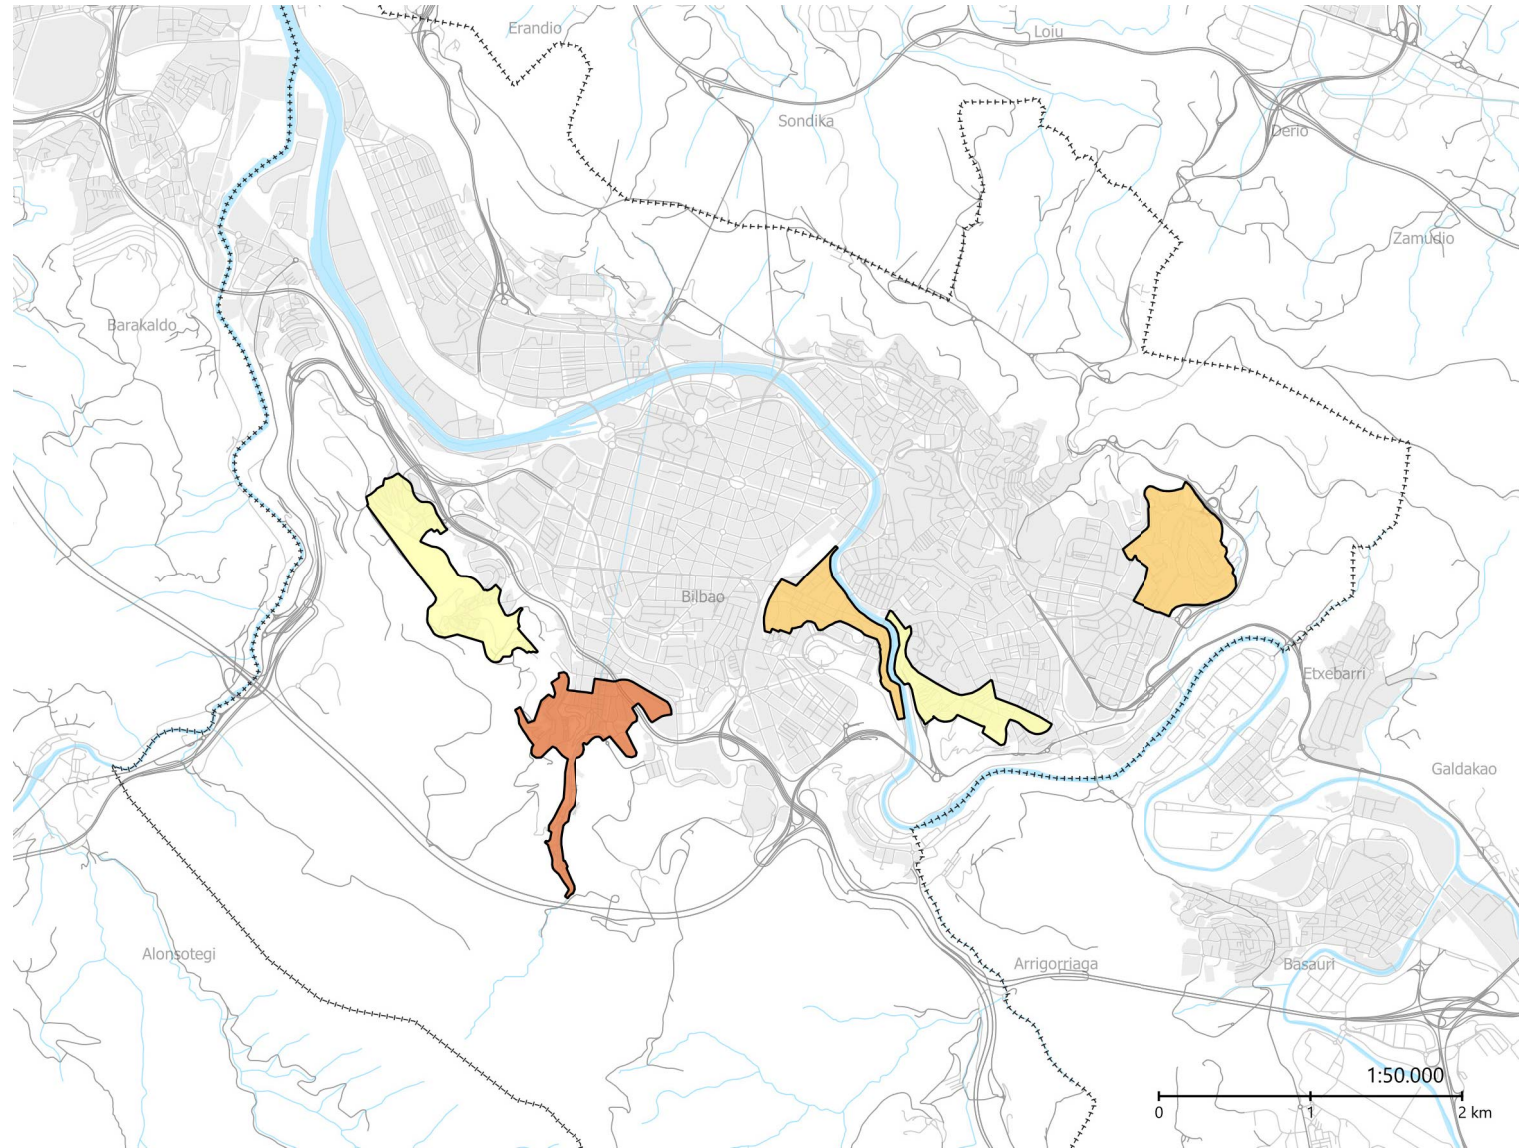 Erandio
Loiu
Sondika
Derio
Zamudio
Barakaldo
Bilbao
Etxebarri
Galdakao
Alonsotegi
Arrigorriaga
Basauri
1:50.000
0 1 2 km